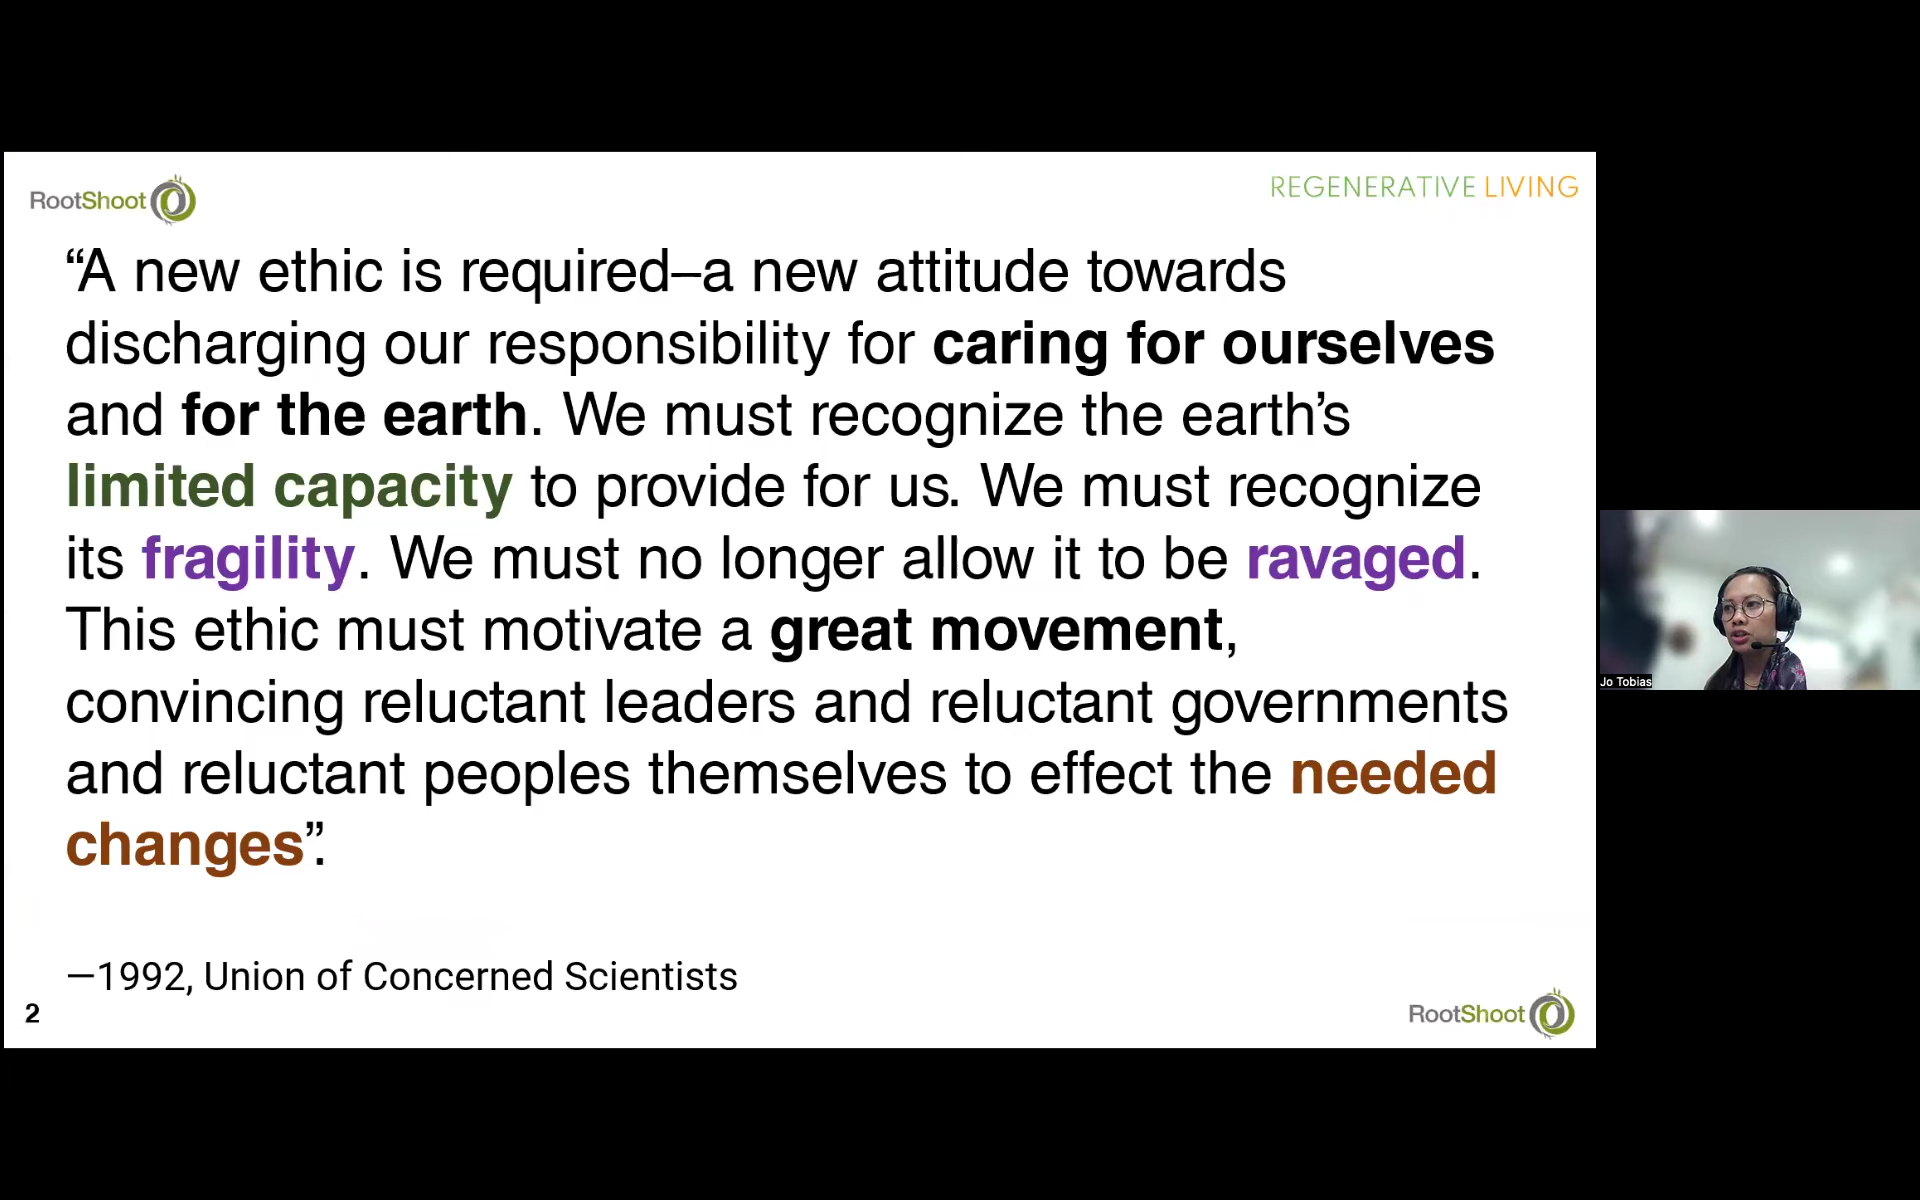 RootShoot
REGENERATIVE LIVING
“A new ethic is required–a new attitude towards
discharging our responsibility for caring for ourselves
and for the earth. We must recognize the earth’s
limited capacity to provide for us. We must recognize
its fragility. We must no longer allow it to be ravaged.
This ethic must motivate a great movement,
convincing reluctant leaders and reluctant governments
and reluctant peoples themselves to effect the needed
changes”.
—1992, Union of Concerned Scientists
2
RootShoot
Jo Tobias